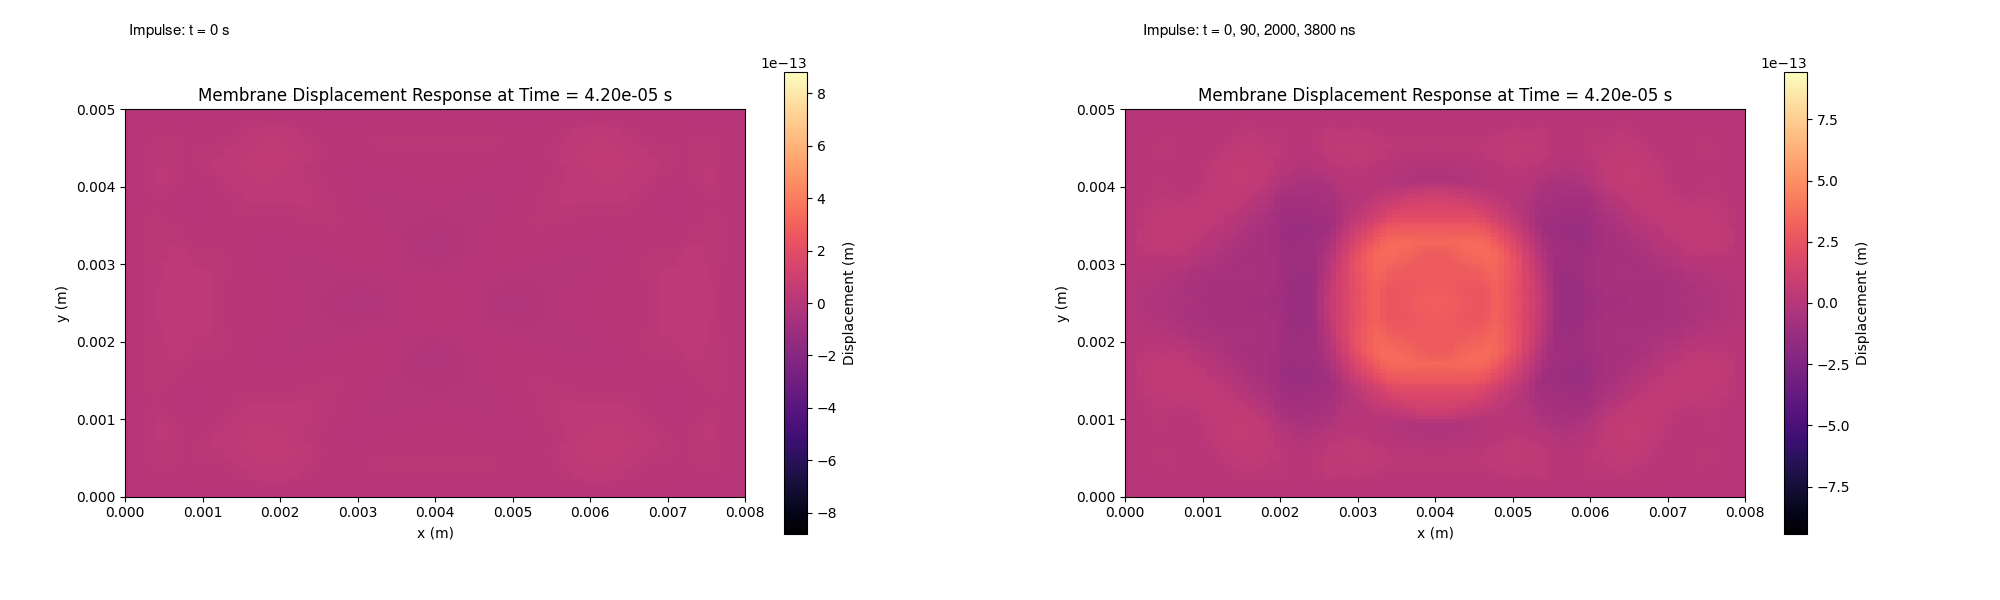 Impulse: t = 0 s
1e−13
Membrane Displacement Response at Time = 4.20e-05 s
0.005
0.004
0.003
0.002
0.001
0.000
y (m)
0.000 0.001 0.002 0.003 0.004 0.005 0.006 0.007 0.008
x (m)
8
6
4
2
0
−2
−4
−6
−8
Displacement (m)
Impulse: t = 0, 90, 2000, 3800 ns
1e−13
Membrane Displacement Response at Time = 4.20e-05 s
0.005
0.004
0.003
0.002
0.001
0.000
y (m)
0.000 0.001 0.002 0.003 0.004 0.005 0.006 0.007 0.008
x (m)
7.5
5.0
2.5
0.0
−2.5
−5.0
−7.5
Displacement (m)